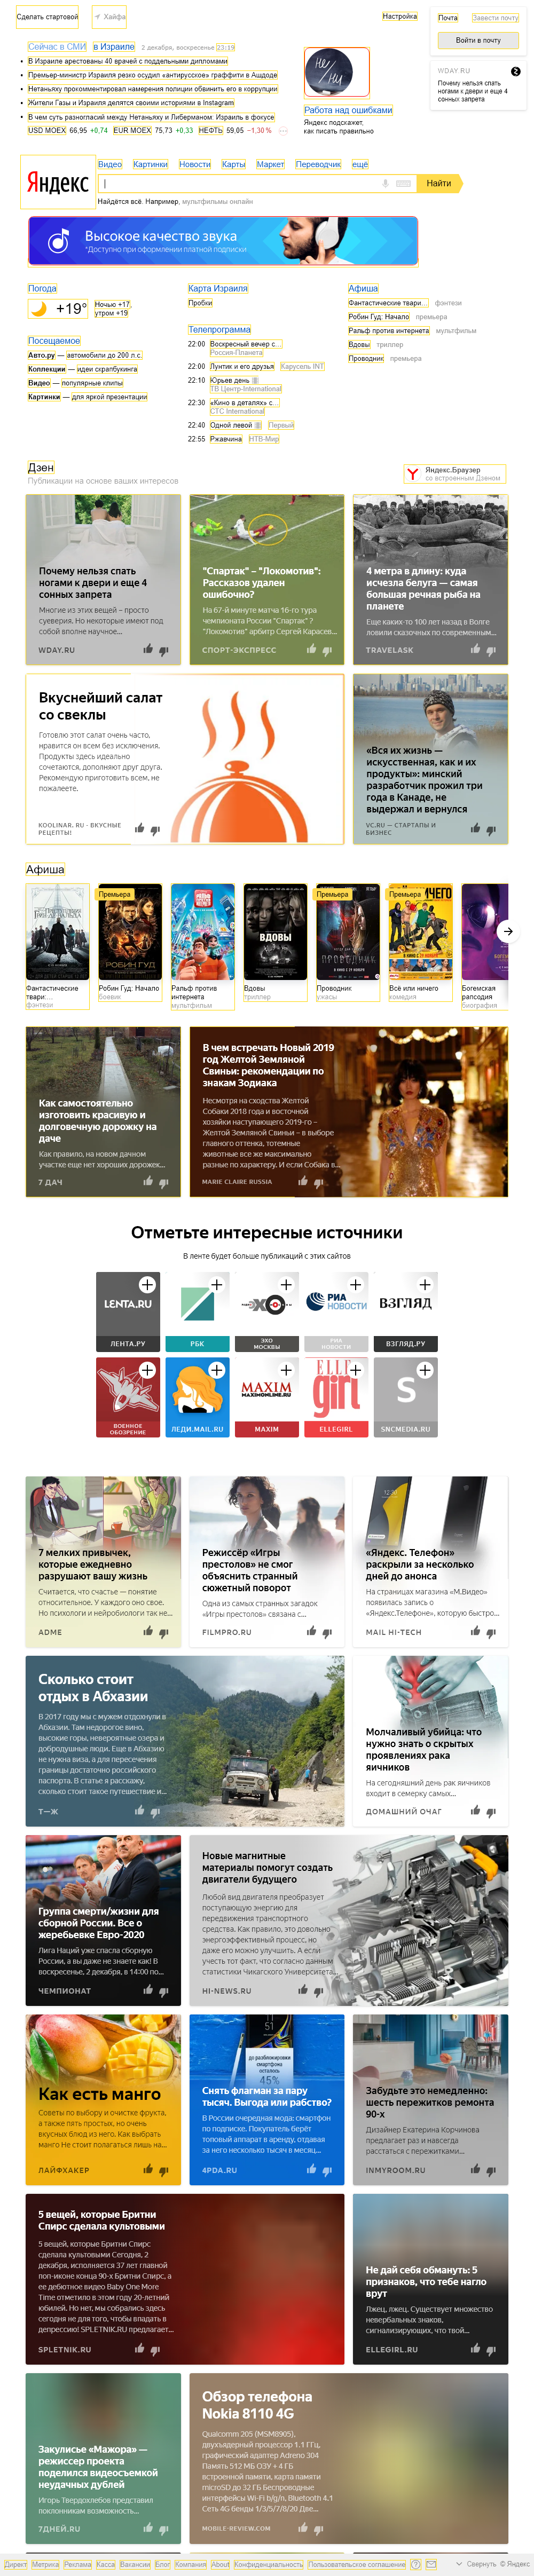 Сделать стартовой
Хайфа
Настройка
Почта
Завести почту
Войти в почту
WDAY.RU
Почему нельзя спать
ногами к двери и еще 4
сонных запрета
Сейчас в СМИ
в Израиле
2 декабря, воскресенье 23:19
В Израиле арестованы 40 врачей с поддельными дипломами
Премьер-министр Израиля резко осудил «антирусское» граффити в Ашдоде
Нетаньяху прокомментировал намерения полиции обвинить его в коррупции
Жители Газы и Израиля делятся своими историями в Instagram
В чем суть разногласий между Нетаньяху и Либерманом: Израиль в фокусе
USD MOEX 66,95 +0,74 EUR MOEX 75,73 +0,33 НЕФТЬ 59,05 −1,30 %
не/ни
Работа над ошибками
Яндекс подскажет,
как писать правильно
Яндекс
Видео Картинки Новости Карты Маркет Переводчик ещё
Найти
Найдётся всё. Например, мультфильмы онлайн
Высокое качество звука
*Доступно при оформлении платной подписки
Погода
+19°
Ночью +17,
утром +19
Посещаемое
Авто.ру — автомобили до 200 л.с.
Коллекции — идеи скрапбукинга
Видео — популярные клипы
Картинки — для яркой презентации
Карта Израиля
Пробки
Телепрограмма
22:00 Воскресный вечер с…
Россия-Планета
22:00 Лунтик и его друзья Карусель INT
22:10 Юрьев день
ТВ Центр-International
22:30 «Кино в деталях» с…
СТС International
22:40 Одной левой Первый
22:55 Ржавчина НТВ-Мир
Афиша
Фантастические твари… фэнтези
Робин Гуд: Начало премьера
Ральф против интернета мультфильм
Вдовы триллер
Проводник премьера
Дзен
Публикации на основе ваших интересов
Яндекс.Браузер
со встроенным Дзеном
Почему нельзя спать
ногами к двери и еще 4
сонных запрета
Многие из этих вещей – просто
суеверия. Но некоторые имеют под
собой вполне научное…
WDAY.RU
"Спартак" – "Локомотив":
Рассказов удален
ошибочно?
На 67-й минуте матча 16-го тура
чемпионата России "Спартак" ?
"Локомотив" арбитр Сергей Карасев…
СПОРТ-ЭКСПРЕСС
4 метра в длину: куда
исчезла белуга — самая
большая речная рыба на
планете
Еще каких-то 100 лет назад в Волге
ловили сказочных по современным…
TRAVELASK
Вкуснейший салат
со свеклы
Готовлю этот салат очень часто,
нравится он всем без исключения.
Продукты здесь идеально
сочетаются, дополняют друг друга.
Рекомендую приготовить всем, не
пожалеете.
KOOLINAR. RU · ВКУСНЫЕ
РЕЦЕПТЫ!
«Вся их жизнь —
искусственная, как и их
продукты»: минский
разработчик прожил три
года в Канаде, не
выдержал и вернулся
VC.RU — СТАРТАПЫ И
БИЗНЕС
Афиша
Фантастические
твари:…
фэнтези
Премьера
РОБИН ГУД
Робин Гуд: Начало
боевик
Ральф против
интернета
мультфильм
ВДОВЫ
Вдовы
триллер
Премьера
ПРОВОДНИК
Проводник
ужасы
Премьера
Всё или ничего
комедия
Богемская
рапсодия
биография
Как самостоятельно
изготовить красивую и
долговечную дорожку на
даче
Как правило, на новом дачном
участке еще нет хороших дорожек…
7 ДАЧ
В чем встречать Новый 2019
год Желтой Земляной
Свиньи: рекомендации по
знакам Зодиака
Несмотря на сходства Желтой
Собаки 2018 года и восточной
хозяйки наступающего 2019-го –
Желтой Земляной Свиньи – в выборе
главного оттенка, тотемные
животные все же максимально
разные по характеру. И если Собака в…
MARIE CLAIRE RUSSIA
Отметьте интересные источники
В ленте будет больше публикаций с этих сайтов
LENTA.RU
ЛЕНТА.РУ
РБК
ЭХО
МОСКВЫ
РИА
НОВОСТИ
РИА
НОВОСТИ
ВЗГЛЯД
ВЗГЛЯД.РУ
ВОЕННОЕ
ОБОЗРЕНИЕ
ЛЕДИ.MAIL.RU
MAXIM
MAXIMONLINE.RU
MAXIM
ELLE
girl
ELLEGIRL
S
SNCMEDIA.RU
7 мелких привычек,
которые ежедневно
разрушают вашу жизнь
Считается, что счастье — понятие
относительное. У каждого оно свое.
Но психологи и нейробиологи так не…
ADME
Режиссёр «Игры
престолов» не смог
объяснить странный
сюжетный поворот
Одна из самых странных загадок
«Игры престолов» связана с…
FILMPRO.RU
«Яндекс. Телефон»
раскрыли за несколько
дней до анонса
На страницах магазина «М.Видео»
появилась запись о
«Яндекс.Телефоне», которую быстро…
MAIL HI-TECH
Сколько стоит
отдых в Абхазии
В 2017 году мы с мужем отдохнули в
Абхазии. Там недорогое вино,
высокие горы, невероятные озера и
добродушные люди. Еще в Абхазию
не нужна виза, а для пересечения
границы достаточно российского
паспорта. В статье я расскажу,
сколько стоит такое путешествие и…
Т—Ж
Молчаливый убийца: что
нужно знать о скрытых
проявлениях рака
яичников
На сегодняшний день рак яичников
входит в семерку самых…
ДОМАШНИЙ ОЧАГ
Группа смерти/жизни для
сборной России. Все о
жеребьевке Евро-2020
Лига Наций уже спасла сборную
России, а вы даже не знаете как! В
воскресенье, 2 декабря, в 14:00 по…
ЧЕМПИОНАТ
Новые магнитные
материалы помогут создать
двигатели будущего
Любой вид двигателя преобразует
поступающую энергию для
передвижения транспортного
средства. Как правило, это довольно
энергоэффективный процесс, но
даже его можно улучшить. А если
учесть тот факт, что согласно данным
статистики Чикагского Университета…
HI-NEWS.RU
Как есть манго
Советы по выбору и очистке фрукта,
а также пять простых, но очень
вкусных блюд из него. Как выбрать
манго Не стоит полагаться лишь на…
ЛАЙФХАКЕР
51
до разблокировки
смартфона
осталось
45%
Снять флагман за пару
тысяч. Выгода или рабство?
В России очередная мода: смартфон
по подписке. Покупатель берёт
топовый аппарат в аренду, отдавая
за него несколько тысяч в месяц…
4PDA.RU
Забудьте это немедленно:
шесть пережитков ремонта
90-х
Дизайнер Екатерина Корчинова
предлагает раз и навсегда
расстаться с пережитками…
INMYROOM.RU
5 вещей, которые Бритни
Спирс сделала культовыми
5 вещей, которые Бритни Спирс
сделала культовыми Сегодня, 2
декабря, исполняется 37 лет главной
поп-иконе конца 90-х Бритни Спирс, а
ее дебютное видео Baby One More
Time отметило в этом году 20-летний
юбилей. Но нет, мы собрались здесь
сегодня не для того, чтобы впадать в
депрессию! SPLETNIK.RU предлагает…
SPLETNIK.RU
Не дай себя обмануть: 5
признаков, что тебе нагло
врут
Лжец, лжец. Существует множество
невербальных знаков,
сигнализирующих, что твой…
ELLEGIRL.RU
Закулисье «Мажора» —
режиссер проекта
поделился видеосъемкой
неудачных дублей
Игорь Твердохлебов представил
поклонникам возможность…
7ДНЕЙ.RU
Обзор телефона
Nokia 8110 4G
Qualcomm 205 (MSM8905),
двухъядерный процессор 1.1 ГГц,
графический адаптер Adreno 304
Память 512 МБ ОЗУ + 4 ГБ
встроенной памяти, карта памяти
microSD до 32 ГБ Беспроводные
интерфейсы Wi-Fi b/g/n, Bluetooth 4.1
Сеть 4G бенды 1/3/5/7/8/20 Две…
MOBILE-REVIEW.COM
Директ Метрика Реклама Касса Вакансии Блог Компания About Конфиденциальность Пользовательское соглашение
Свернуть © Яндекс